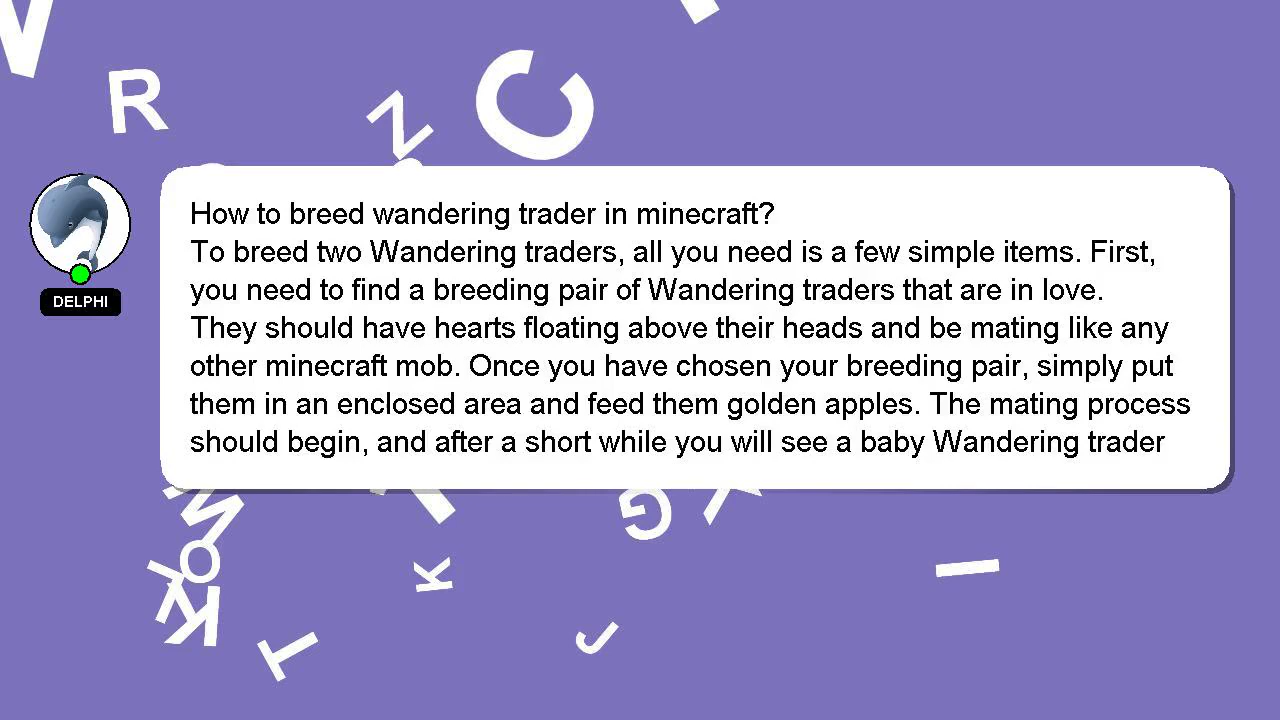 How to breed wandering trader in minecraft?
To breed two Wandering traders, all you need is a few simple items. First,
you need to find a breeding pair of Wandering traders that are in love.
They should have hearts floating above their heads and be mating like any
other minecraft mob. Once you have chosen your breeding pair, simply put
them in an enclosed area and feed them golden apples. The mating process
should begin, and after a short while you will see a baby Wandering trader
DELPHI
R
Z
C
G
K
T
J
I